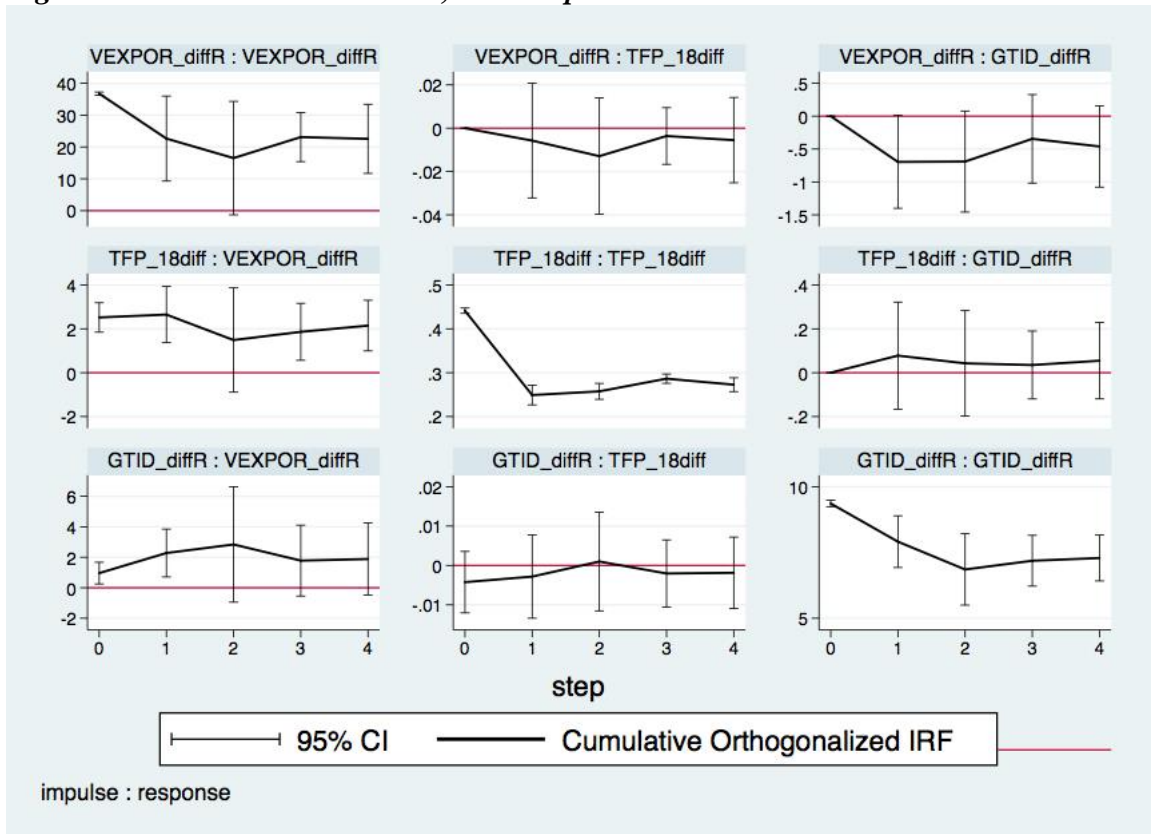 VEXPOR_diffR : VEXPOR_diffR
VEXPOR_diffR : TFP_18diff
VEXPOR_diffR : GTID_diffR
40
30
20
10
0
.02
0
-.02
-.04
.5
0
-.5
-1
-1.5
TFP_18diff : VEXPOR_diffR
TFP_18diff : TFP_18diff
TFP_18diff : GTID_diffR
4
2
0
-2
.5
.4
.3
.2
.4
.2
0
-.2
GTID_diffR : VEXPOR_diffR
GTID_diffR : TFP_18diff
GTID_diffR : GTID_diffR
6
4
2
0
-2
.02
.01
0
-.01
10
5
0 1 2 3 4
0 1 2 3 4
0 1 2 3 4
step
95% CI
Cumulative Orthogonalized IRF
impulse : response